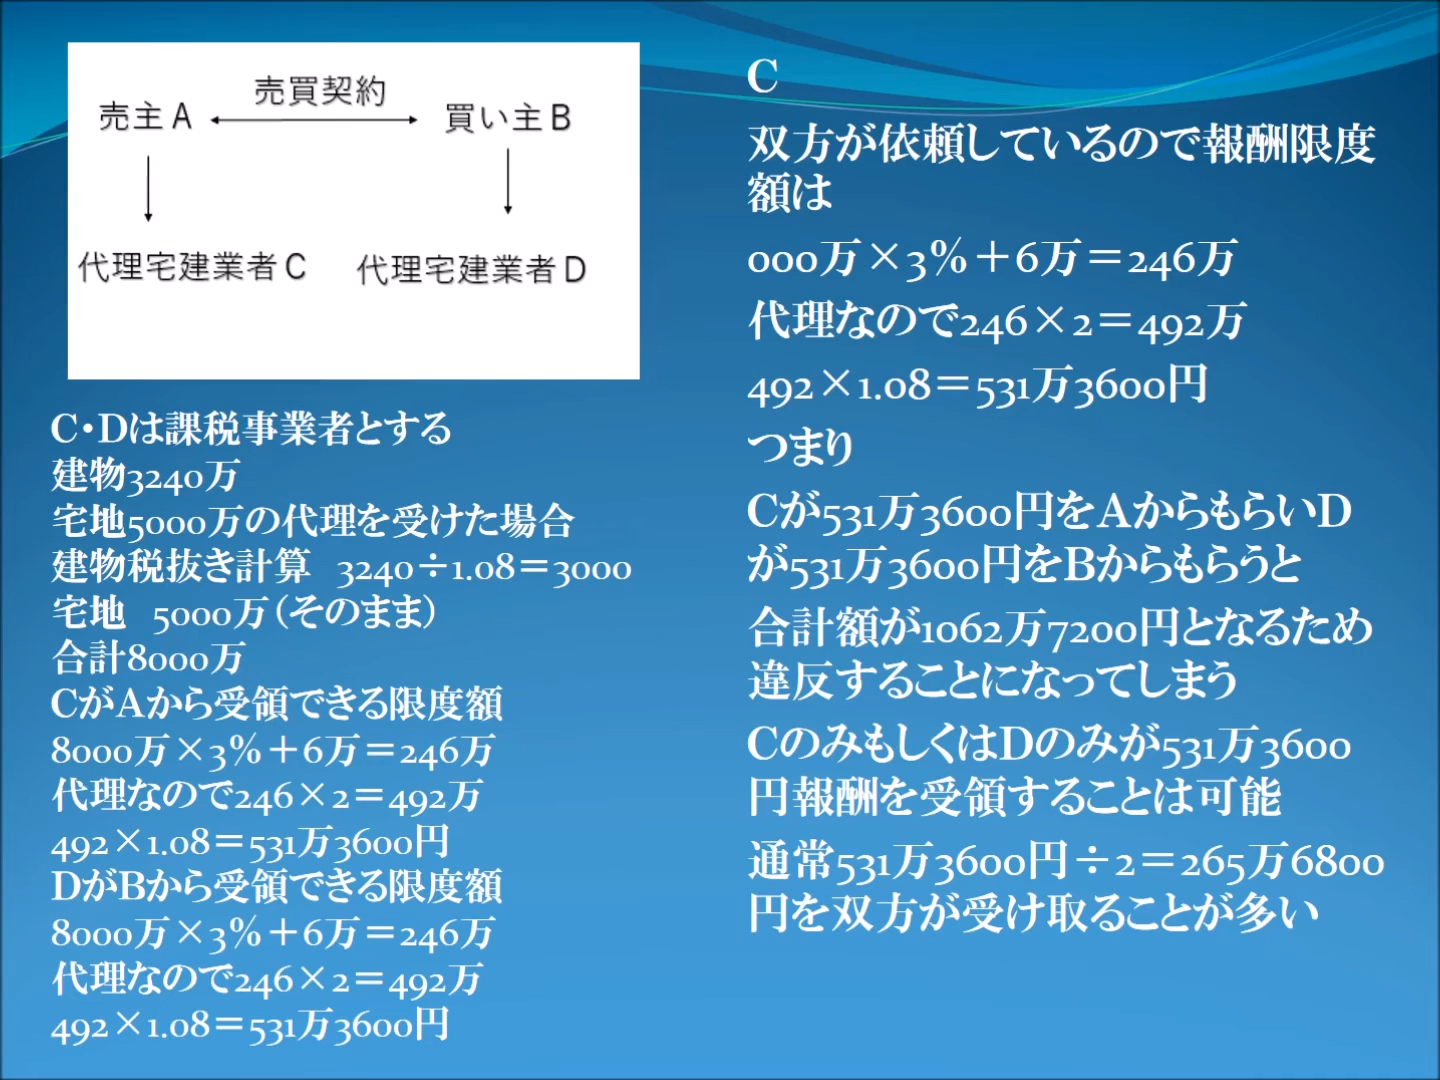 売買契約
売主A
買い主B
代理宅建業者C
代理宅建業者D
C・Dは課税事業者とする
建物3240万
宅地5000万の代理を受けた場合
建物税抜き計算　3240÷1.08＝3000
宅地　5000万（そのまま）
合計8000万
CがAから受領できる限度額
8000万×3％＋6万＝246万
代理なので246×2＝492万
492×1.08＝531万3600円
DがBから受領できる限度額
8000万×3％＋6万＝246万
代理なので246×2＝492万
492×1.08＝531万3600円
C
双方が依頼しているので報酬限度
額は
000万×3％＋6万＝246万
代理なので246×2＝492万
492×1.08＝531万3600円
つまり
Cが531万3600円をAからもらいD
が531万3600円をBからもらうと
合計額が1062万7200円となるため
違反することになってしまう
CのみもしくはDのみが531万3600
円報酬を受領することは可能
通常531万3600円÷2＝265万6800
円を双方が受け取ることが多い